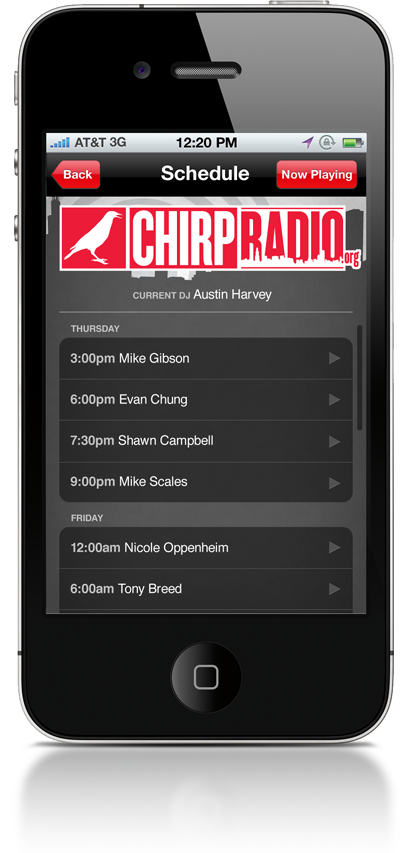 AT&T 3G 12:20 PM
Back Schedule Now Playing
CHIRP RADIO.org
CURRENT DJ Austin Harvey
THURSDAY
3:00pm Mike Gibson
6:00pm Evan Chung
7:30pm Shawn Campbell
9:00pm Mike Scales
FRIDAY
12:00am Nicole Oppenheim
6:00am Tony Breed